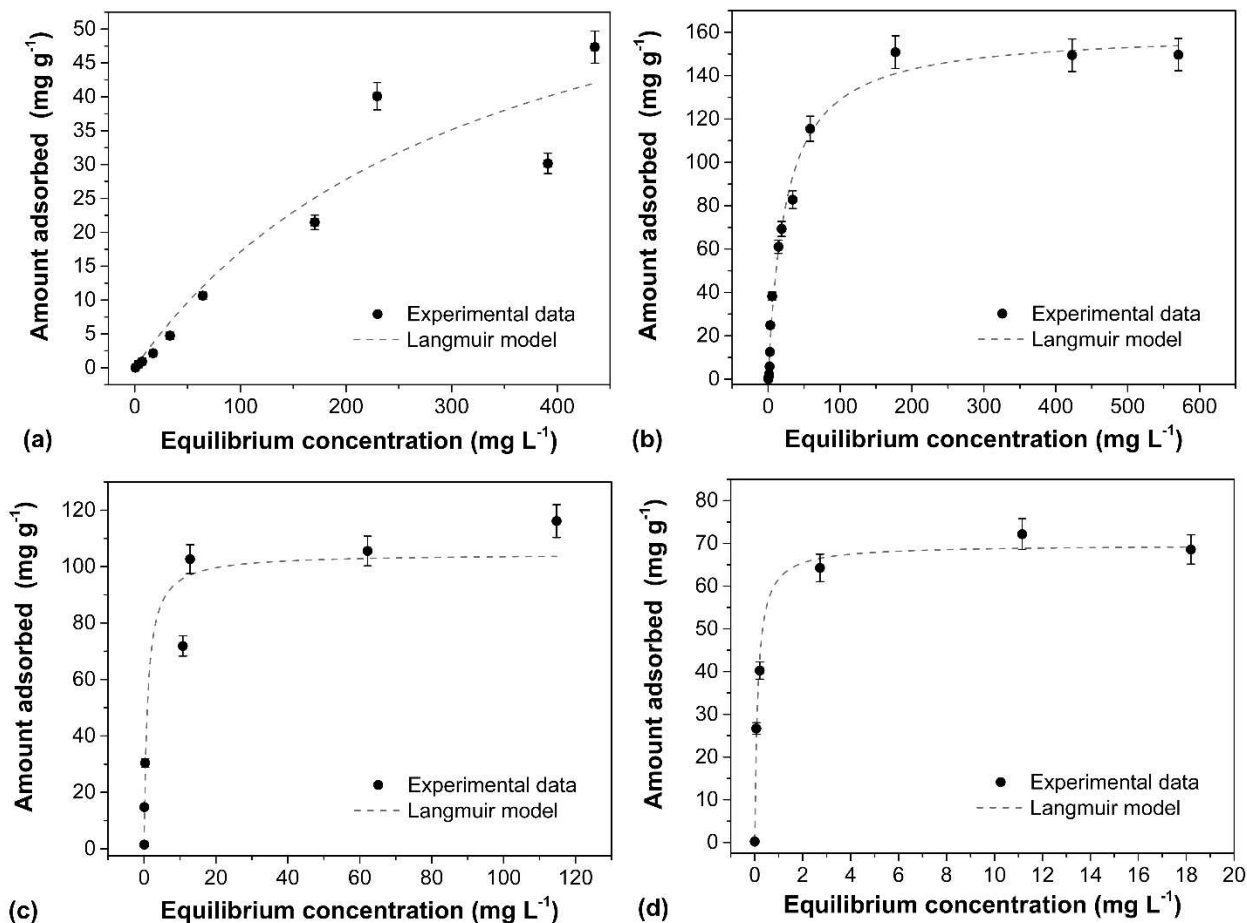 50
45
40
35
30
25
20
15
10
5
0
0 100 200 300 400
Amount adsorbed (mg g⁻¹)
Experimental data
Langmuir model
(a)
Equilibrium concentration (mg L⁻¹)
160
140
120
100
80
60
40
20
0
0 100 200 300 400 500 600
Amount adsorbed (mg g⁻¹)
Experimental data
Langmuir model
(b)
Equilibrium concentration (mg L⁻¹)
120
100
80
60
40
20
0
0 20 40 60 80 100 120
Amount adsorbed (mg g⁻¹)
Experimental data
Langmuir model
(c)
Equilibrium concentration (mg L⁻¹)
80
70
60
50
40
30
20
10
0
0 2 4 6 8 10 12 14 16 18 20
Amount adsorbed (mg g⁻¹)
Experimental data
Langmuir model
(d)
Equilibrium concentration (mg L⁻¹)